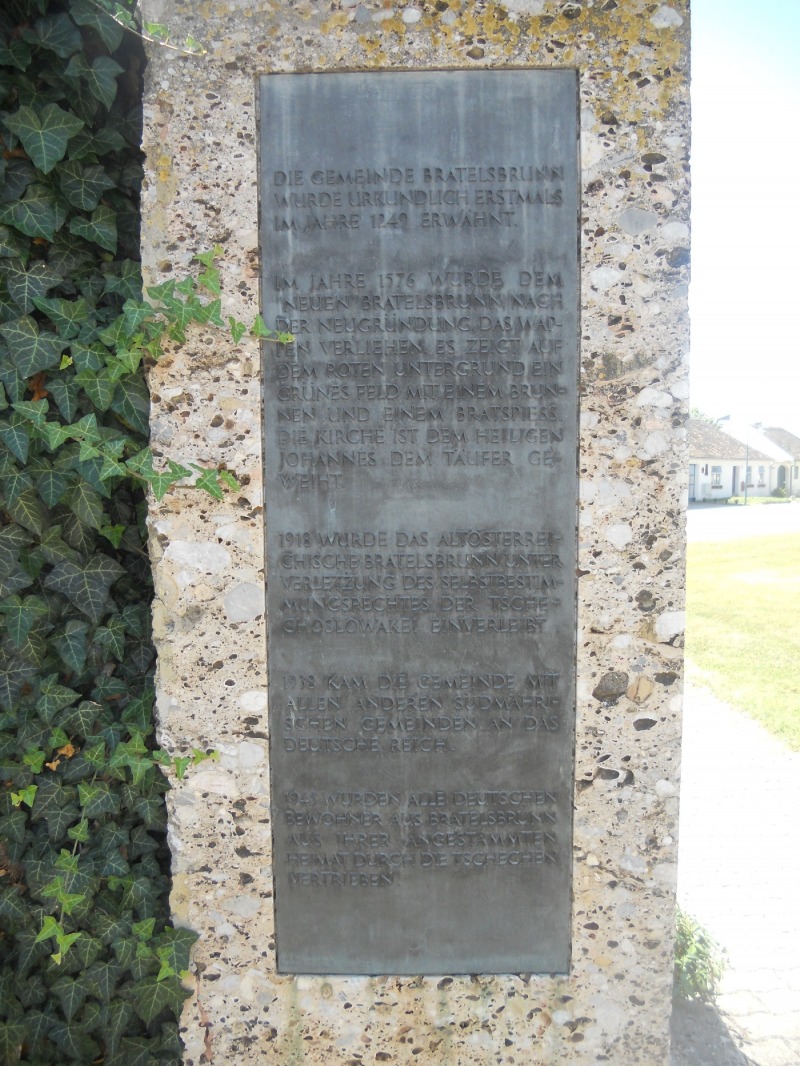 DIE GEMEINDE BRATELSBRUNN
WURDE URKUNDLICH ERSTMALS
IM JAHRE 1249 ERWÄHNT.
IM JAHRE 1576 WURDE DEM
"NEUEN" BRATELSBRUNN, NACH
DER NEUGRÜNDUNG, DAS WAP-
PEN VERLIEHEN. ES ZEIGT AUF
DEM ROTEN UNTERGRUND EIN
GRÜNES FELD MIT EINEM BRUN-
NEN UND EINEM BRATSPIESS.
DIE KIRCHE IST DEM HEILIGEN
JOHANNES DEM TÄUFER GE-
WEIHT.
1918 WURDE DAS ALTÖSTERREI-
CHISCHE BRATELSBRUNN UNTER
VERLETZUNG DES SELBSTBESTIM-
MUNGSRECHTES DER TSCHE-
CHOSLOWAKEI EINVERLEIBT.
1938 KAM DIE GEMEINDE MIT
ALLEN ANDEREN SÜDMÄHRI-
SCHEN GEMEINDEN AN DAS
DEUTSCHE REICH.
1945 WURDEN ALLE DEUTSCHEN
BEWOHNER AUS BRATELSBRUNN
AUS IHRER ANGESTAMMTEN
HEIMAT DURCH DIE TSCHECHEN
VERTRIEBEN.